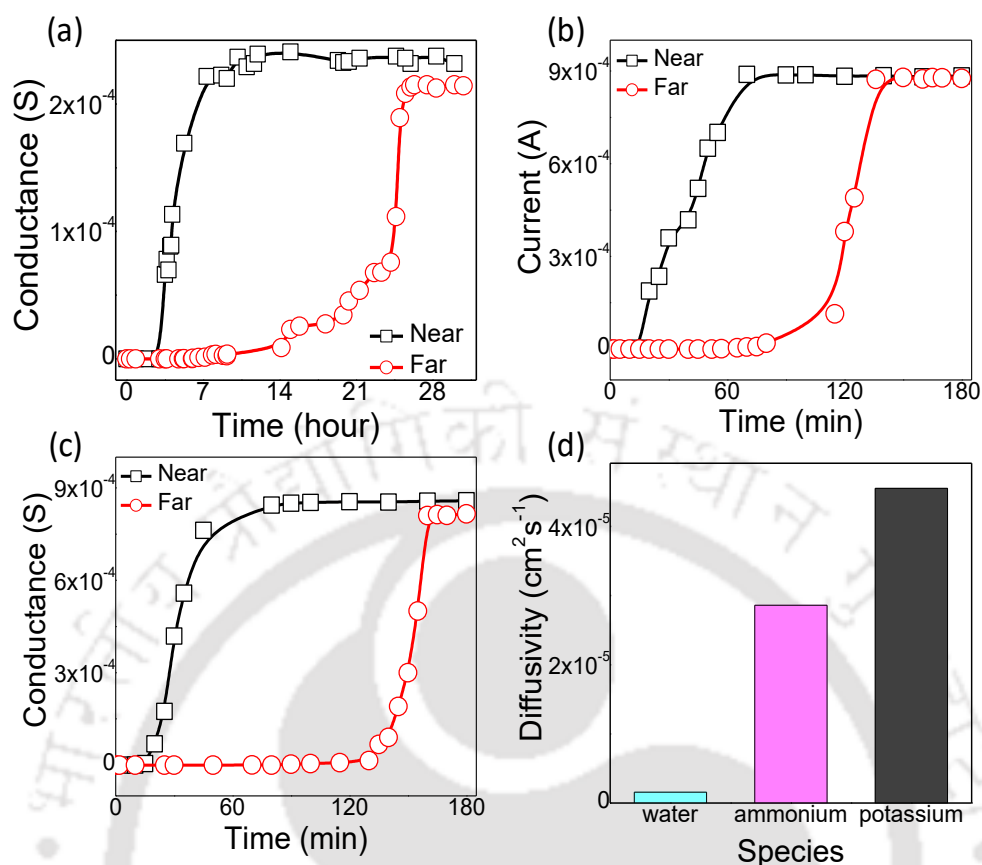 (a)
Conductance (S)
2x10⁻⁴
1x10⁻⁴
0
Near
Far
0 7 14 21 28
Time (hour)
(b)
Current (A)
9x10⁻⁴
6x10⁻⁴
3x10⁻⁴
0
Near
Far
0 60 120 180
Time (min)
(c)
Conductance (S)
9x10⁻⁴
6x10⁻⁴
3x10⁻⁴
0
Near
Far
0 60 120 180
Time (min)
(d)
Diffusivity (cm²s⁻¹)
4x10⁻⁵
2x10⁻⁵
0
water ammonium potassium
Species